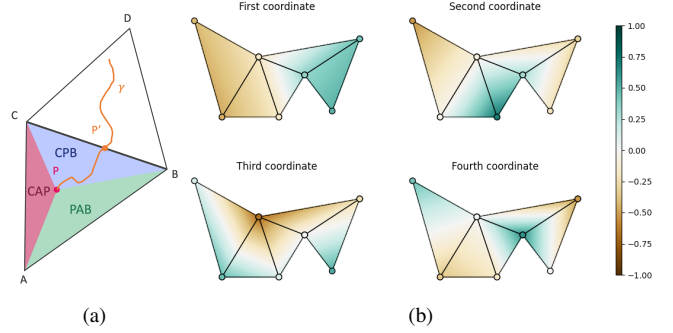 D
C
γ
P'
CPB
P
B
CAP
PAB
A
(a)
First coordinate
Second coordinate
Third coordinate
Fourth coordinate
1.00
0.75
0.50
0.25
0.00
−0.25
−0.50
−0.75
−1.00
(b)